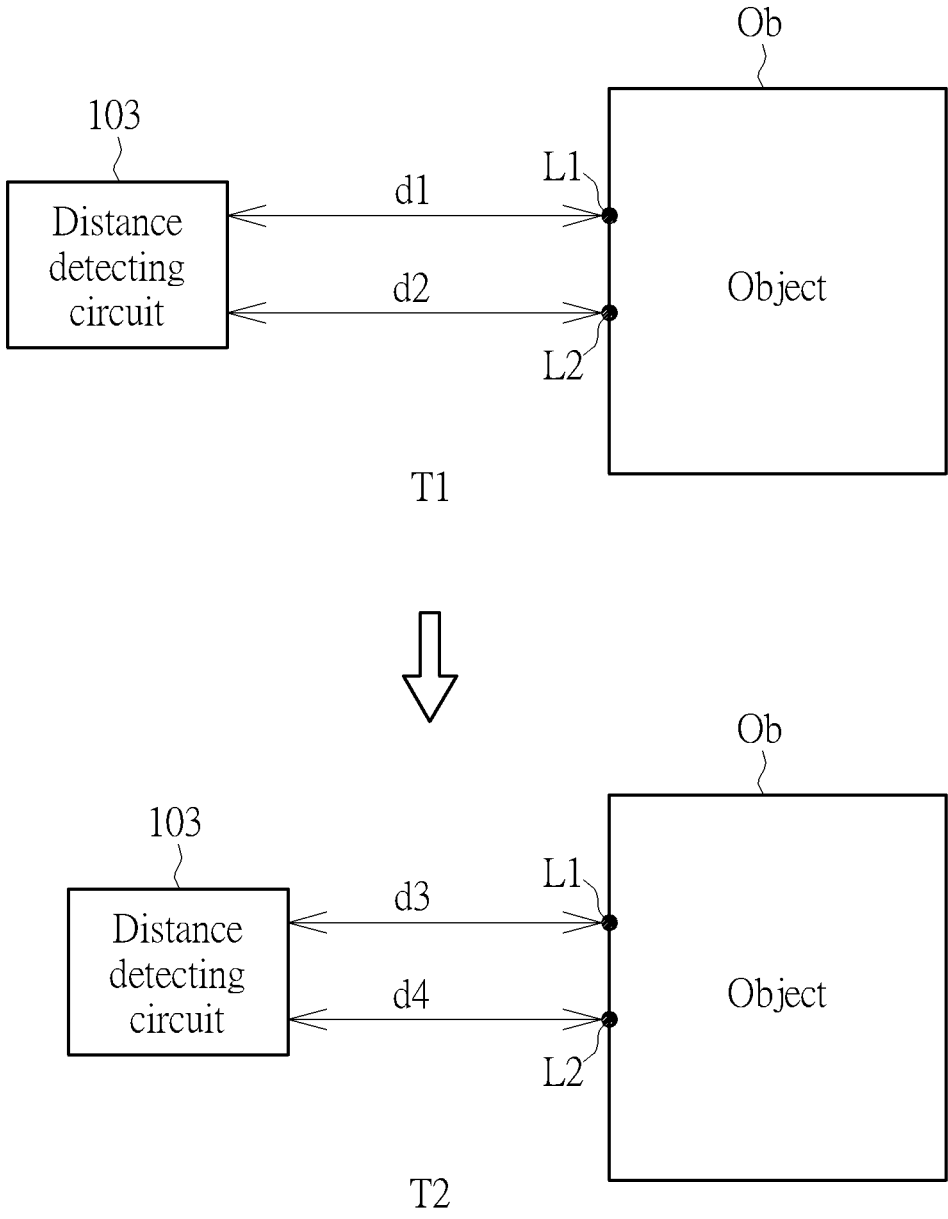 Ob
103
L1
d1
Distance
detecting
circuit
d2
Object
L2
T1
Ob
103
L1
d3
Distance
detecting
circuit
d4
Object
L2
T2